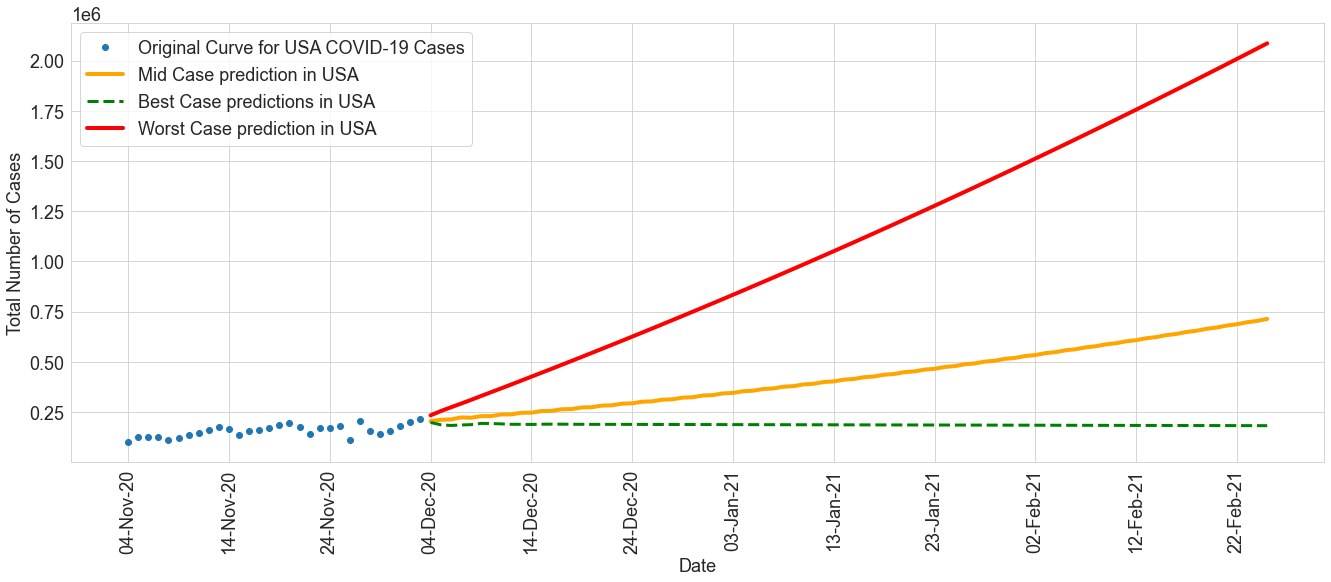 1e6
Original Curve for USA COVID-19 Cases
Mid Case prediction in USA
Best Case predictions in USA
Worst Case prediction in USA
Total Number of Cases
2.00
1.75
1.50
1.25
1.00
0.75
0.50
0.25
04-Nov-20
14-Nov-20
24-Nov-20
04-Dec-20
14-Dec-20
24-Dec-20
03-Jan-21
13-Jan-21
23-Jan-21
02-Feb-21
12-Feb-21
22-Feb-21
Date